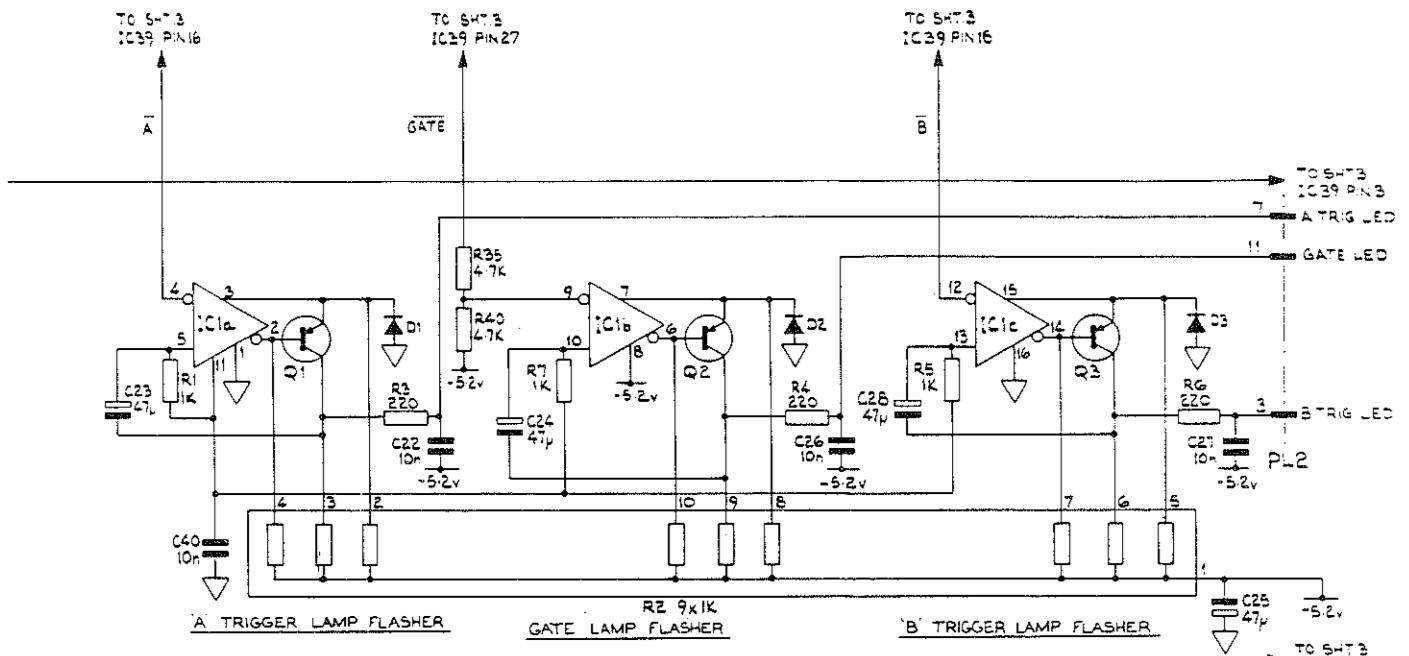 TO SHT.3
IC39 PIN16
TO SHT.3
IC39 PIN27
TO SHT.3
IC39 PIN18
A
GATE
B
TO SHT.3
IC39 PIN 3
7
A TRIG LED
11
GATE LED
R35
4.7K
R40
4.7K
-5.2v
4
3
IC1a
2
5
11
1
Q1
D1
R1
1K
C23
47µ
R3
220
C22
10n
-5.2v
9
7
IC1b
6
10
8
-5.2v
Q2
D2
R7
1K
C24
47µ
R4
220
C26
10n
-5.2v
12
15
IC1c
14
13
16
Q3
D3
R5
1K
C28
47µ
R6
220
3
B TRIG LED
C27
10n
-5.2v
PL2
4
3
2
10
9
8
7
6
5
C40
10n
1
R2 9x1K
C25
47µ
-5.2v
'A' TRIGGER LAMP FLASHER
GATE LAMP FLASHER
'B' TRIGGER LAMP FLASHER
TO SHT 3